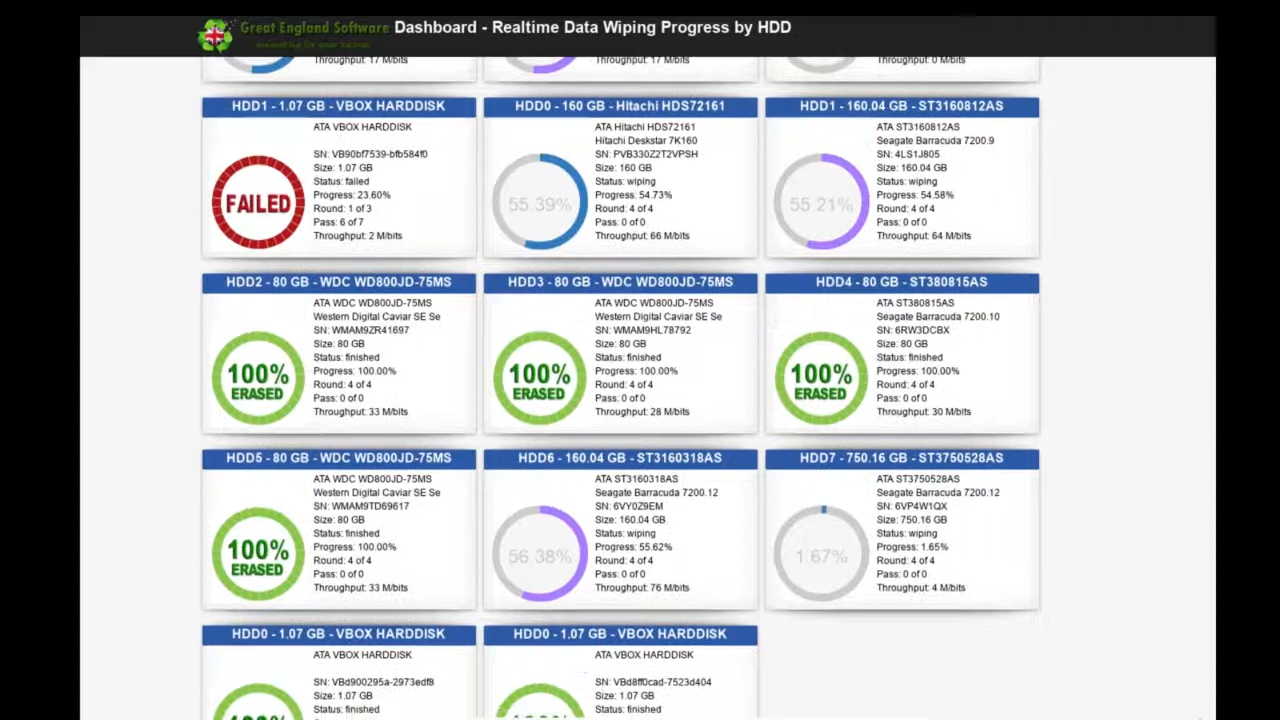 Great England Software
Dashboard - Realtime Data Wiping Progress by HDD
innovating for your success
Throughput: 17 M/bits
Throughput: 17 M/bits
Throughput: 0 M/bits
HDD1 - 1.07 GB - VBOX HARDDISK
ATA VBOX HARDDISK
SN: VB90bf7539-bfb584f0
Size: 1.07 GB
Status: failed
Progress: 23.60%
Round: 1 of 3
Pass: 6 of 7
Throughput: 2 M/bits
FAILED
HDD0 - 160 GB - Hitachi HDS72161
ATA Hitachi HDS72161
Hitachi Deskstar 7K160
SN: PVB330Z2T2VPSH
Size: 160 GB
Status: wiping
Progress: 54.73%
Round: 4 of 4
Pass: 0 of 0
Throughput: 66 M/bits
55.39%
HDD1 - 160.04 GB - ST3160812AS
ATA ST3160812AS
Seagate Barracuda 7200.9
SN: 4LS1J805
Size: 160.04 GB
Status: wiping
Progress: 54.58%
Round: 4 of 4
Pass: 0 of 0
Throughput: 64 M/bits
55.21%
HDD2 - 80 GB - WDC WD800JD-75MS
ATA WDC WD800JD-75MS
Western Digital Caviar SE Se
SN: WMAM9ZR41697
Size: 80 GB
Status: finished
Progress: 100.00%
Round: 4 of 4
Pass: 0 of 0
Throughput: 33 M/bits
100%
ERASED
HDD3 - 80 GB - WDC WD800JD-75MS
ATA WDC WD800JD-75MS
Western Digital Caviar SE Se
SN: WMAM9HL78792
Size: 80 GB
Status: finished
Progress: 100.00%
Round: 4 of 4
Pass: 0 of 0
Throughput: 28 M/bits
100%
ERASED
HDD4 - 80 GB - ST380815AS
ATA ST380815AS
Seagate Barracuda 7200.10
SN: 6RW3DCBX
Size: 80 GB
Status: finished
Progress: 100.00%
Round: 4 of 4
Pass: 0 of 0
Throughput: 30 M/bits
100%
ERASED
HDD5 - 80 GB - WDC WD800JD-75MS
ATA WDC WD800JD-75MS
Western Digital Caviar SE Se
SN: WMAM9TD69617
Size: 80 GB
Status: finished
Progress: 100.00%
Round: 4 of 4
Pass: 0 of 0
Throughput: 33 M/bits
100%
ERASED
HDD6 - 160.04 GB - ST3160318AS
ATA ST3160318AS
Seagate Barracuda 7200.12
SN: 6VY0Z9EM
Size: 160.04 GB
Status: wiping
Progress: 55.62%
Round: 4 of 4
Pass: 0 of 0
Throughput: 76 M/bits
56.38%
HDD7 - 750.16 GB - ST3750528AS
ATA ST3750528AS
Seagate Barracuda 7200.12
SN: 6VP4W1QX
Size: 750.16 GB
Status: wiping
Progress: 1.65%
Round: 4 of 4
Pass: 0 of 0
Throughput: 4 M/bits
1.67%
HDD0 - 1.07 GB - VBOX HARDDISK
ATA VBOX HARDDISK
SN: VBd900295a-2973edf8
Size: 1.07 GB
Status: finished
HDD0 - 1.07 GB - VBOX HARDDISK
ATA VBOX HARDDISK
SN: VBd8ff0cad-7523d404
Size: 1.07 GB
Status: finished